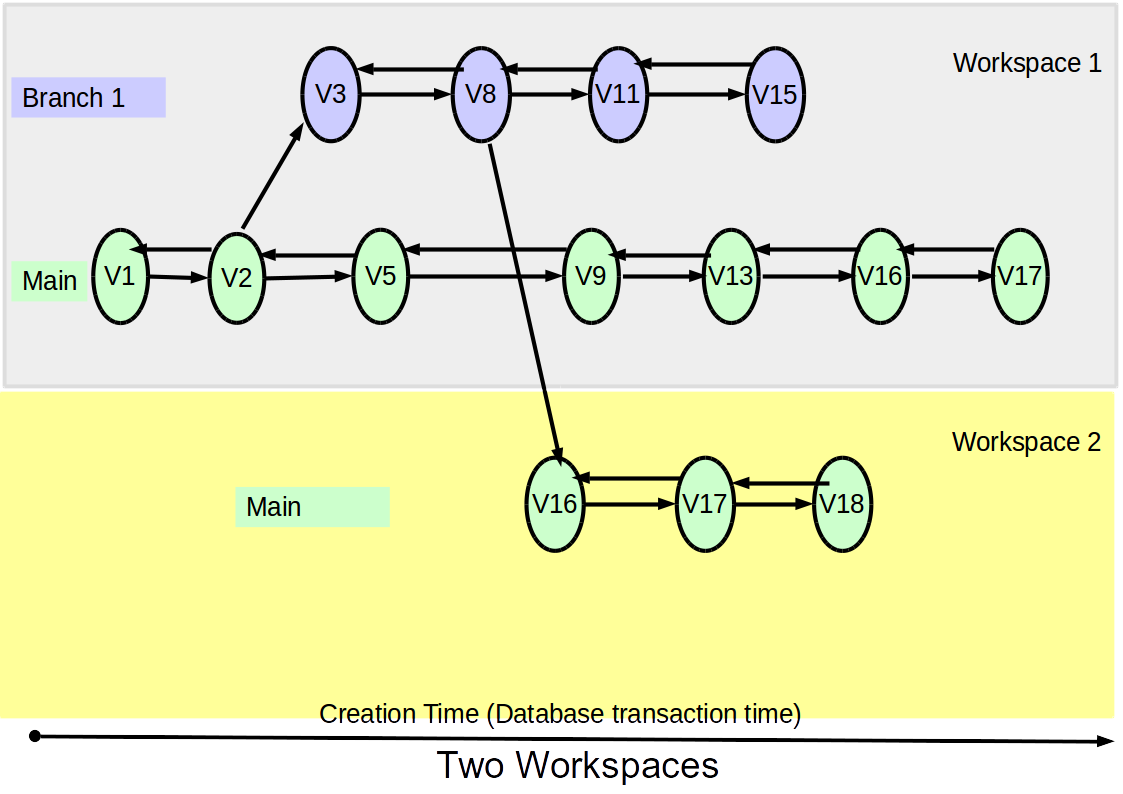 Workspace 1
Branch 1
V3 V8 V11 V15
Main
V1 V2 V5 V9 V13 V16 V17
Workspace 2
Main
V16 V17 V18
Creation Time (Database transaction time)
Two Workspaces